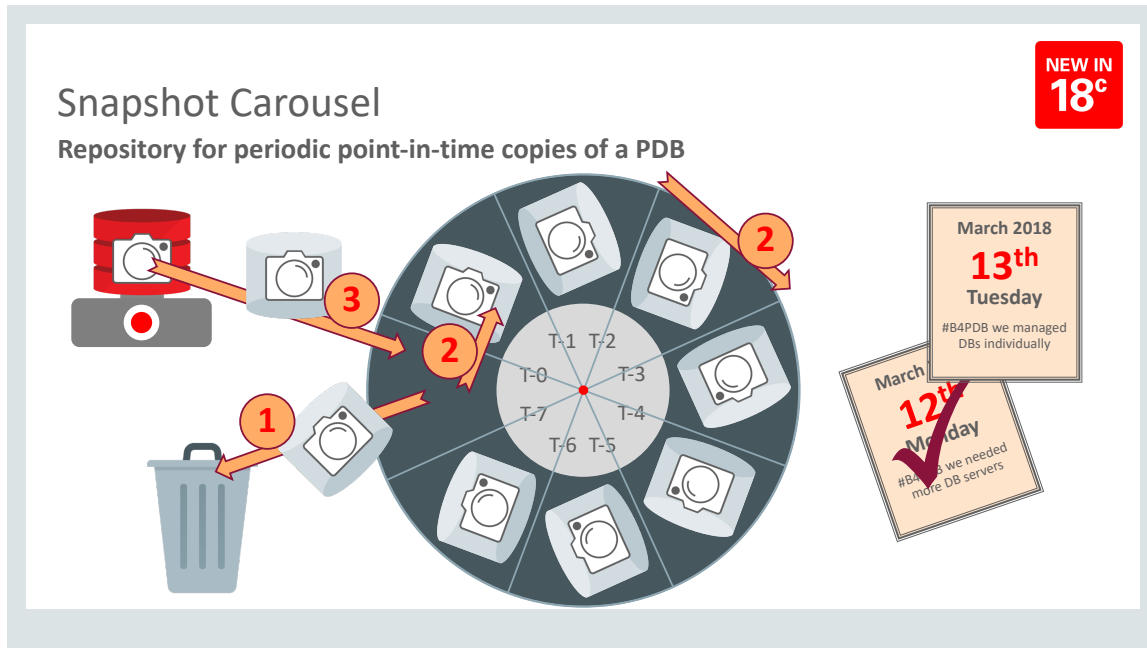 NEW IN
18c
Snapshot Carousel
Repository for periodic point-in-time copies of a PDB
March 2018
13th
Tuesday
#B4PDB we managed
DBs individually
March
12th
Monday
we needed
more DB servers
3
2
2
1
T-1 T-2
T-0 T-3
T-7 T-4
T-6 T-5